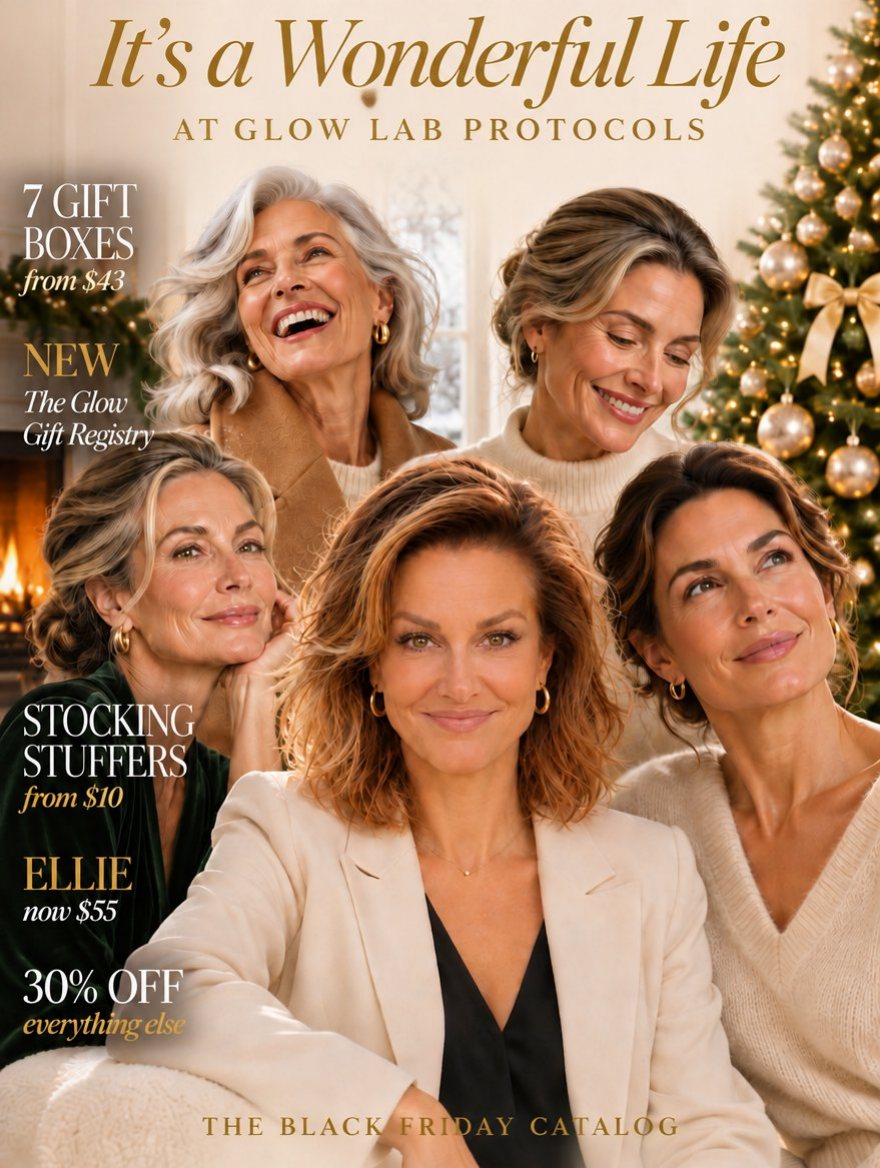 It's a Wonderful Life
AT GLOW LAB PROTOCOLS
7 GIFT
BOXES
from $43
NEW
The Glow
Gift Registry
STOCKING
STUFFERS
from $10
ELLIE
now $55
30% OFF
everything else
THE BLACK FRIDAY CATALOG